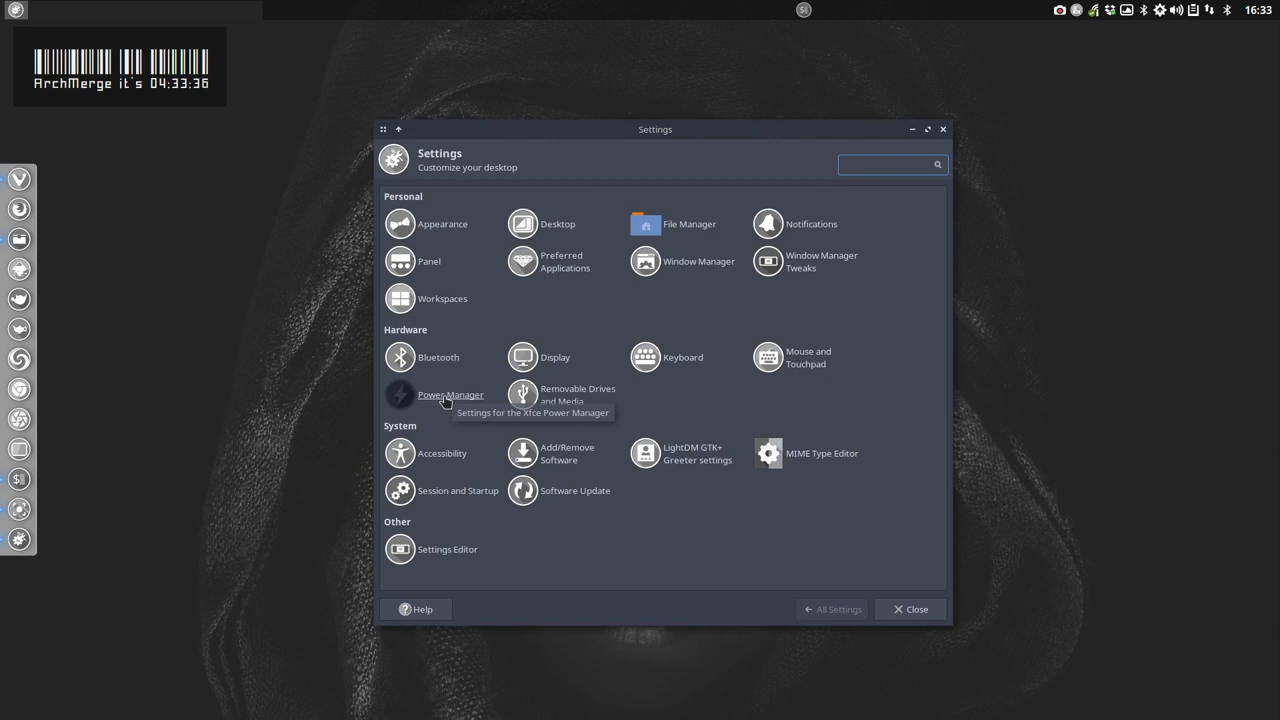 16:33
ArchMerge it's 04:33:36
Settings
Settings
Customize your desktop
Personal
Appearance
Desktop
File Manager
Notifications
Panel
Preferred
Applications
Window Manager
Window Manager
Tweaks
Workspaces
Hardware
Bluetooth
Display
Keyboard
Mouse and
Touchpad
Power Manager
Removable Drives
and Media
Settings for the Xfce Power Manager
System
Accessibility
Add/Remove
Software
LightDM GTK+
Greeter settings
MIME Type Editor
Session and Startup
Software Update
Other
Settings Editor
Help
All Settings
Close